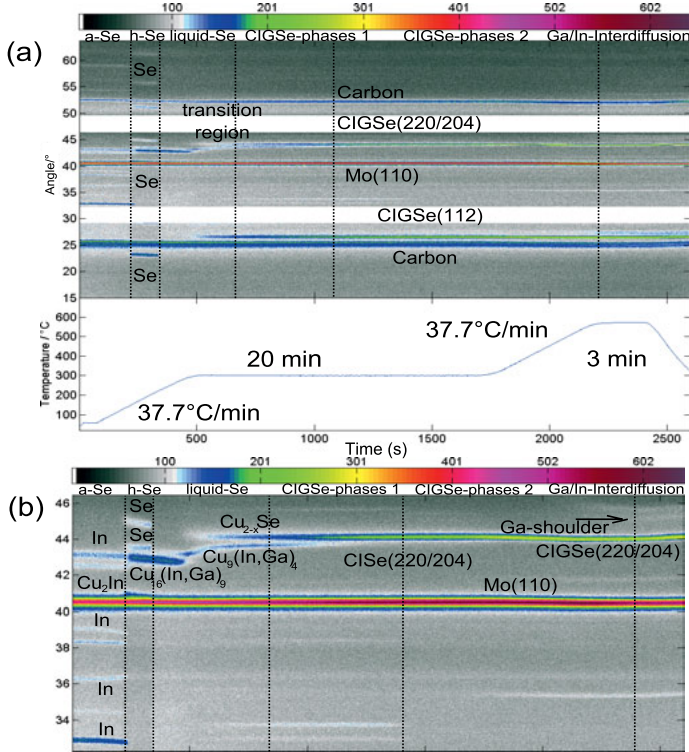 100 201 301 401 501 602
a-Se h-Se liquid-Se CIGSe-phases 1 CIGSe-phases 2 Ga/In-Interdiffusion
(a)
60
Se
55
Carbon
50
transition
region
CIGSe(220/204)
45
40
Angle/°
Se
Mo(110)
35
CIGSe(112)
30
25
Carbon
20
Se
15
Temperature / °C
600
500
400
300
200
100
37.7°C/min
20 min
37.7°C/min
3 min
500 1000 1500 2000 2500
Time (s)
100 201 301 401 502 602
a-Se h-Se liquid-Se CIGSe-phases 1 CIGSe-phases 2 Ga/In-Interdiffusion
(b)
46
Se
Cu2-xSe
Ga-shoulder
44
In
Se
CISe(220/204)
CIGSe(220/204)
Cu9(In,Ga)4
Cu2In
Cu16(In,Ga)9
42
Mo(110)
40
In
38
36
In
34
In